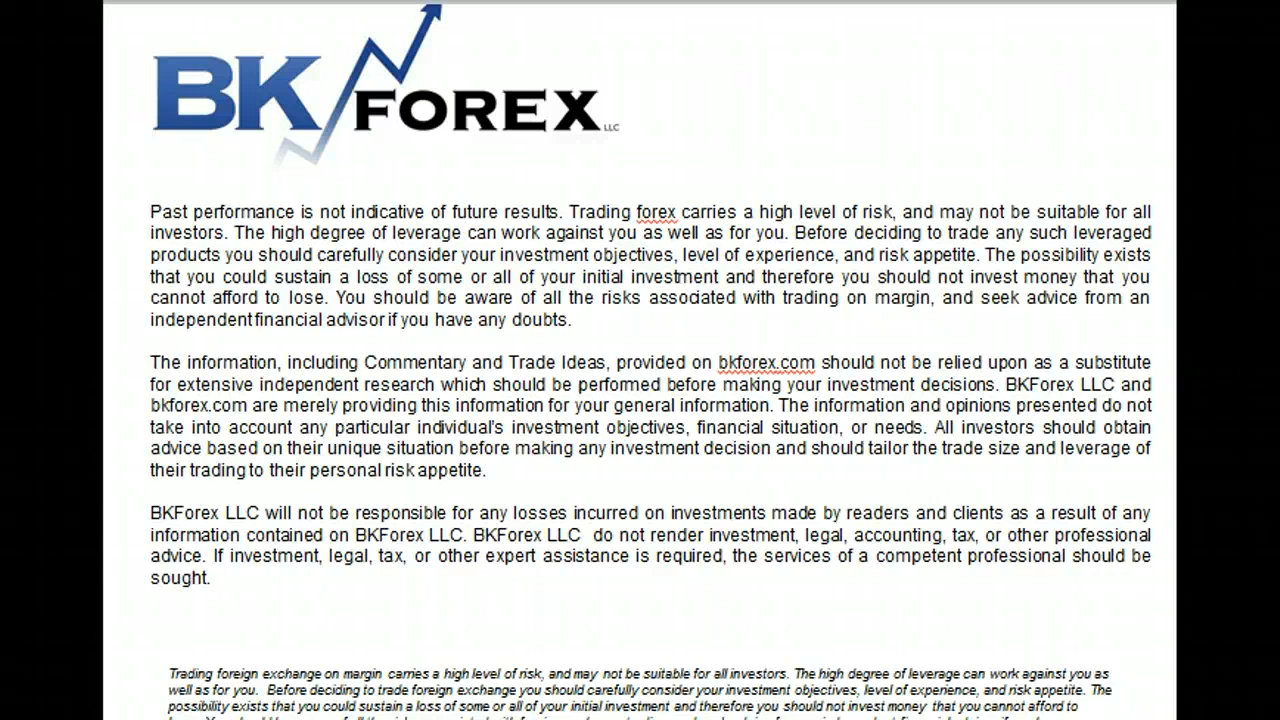 BK FOREX LLC
Past performance is not indicative of future results. Trading forex carries a high level of risk, and may not be suitable for all
investors. The high degree of leverage can work against you as well as for you. Before deciding to trade any such leveraged
products you should carefully consider your investment objectives, level of experience, and risk appetite. The possibility exists
that you could sustain a loss of some or all of your initial investment and therefore you should not invest money that you
cannot afford to lose. You should be aware of all the risks associated with trading on margin, and seek advice from an
independent financial advisor if you have any doubts.
The information, including Commentary and Trade Ideas, provided on bkforex.com should not be relied upon as a substitute
for extensive independent research which should be performed before making your investment decisions. BKForex LLC and
bkforex.com are merely providing this information for your general information. The information and opinions presented do not
take into account any particular individual's investment objectives, financial situation, or needs. All investors should obtain
advice based on their unique situation before making any investment decision and should tailor the trade size and leverage of
their trading to their personal risk appetite.
BKForex LLC will not be responsible for any losses incurred on investments made by readers and clients as a result of any
information contained on BKForex LLC. BKForex LLC do not render investment, legal, accounting, tax, or other professional
advice. If investment, legal, tax, or other expert assistance is required, the services of a competent professional should be
sought.
Trading foreign exchange on margin carries a high level of risk, and may not be suitable for all investors. The high degree of leverage can work against you as
well as for you. Before deciding to trade foreign exchange you should carefully consider your investment objectives, level of experience, and risk appetite. The
possibility exists that you could sustain a loss of some or all of your initial investment and therefore you should not invest money that you cannot afford to